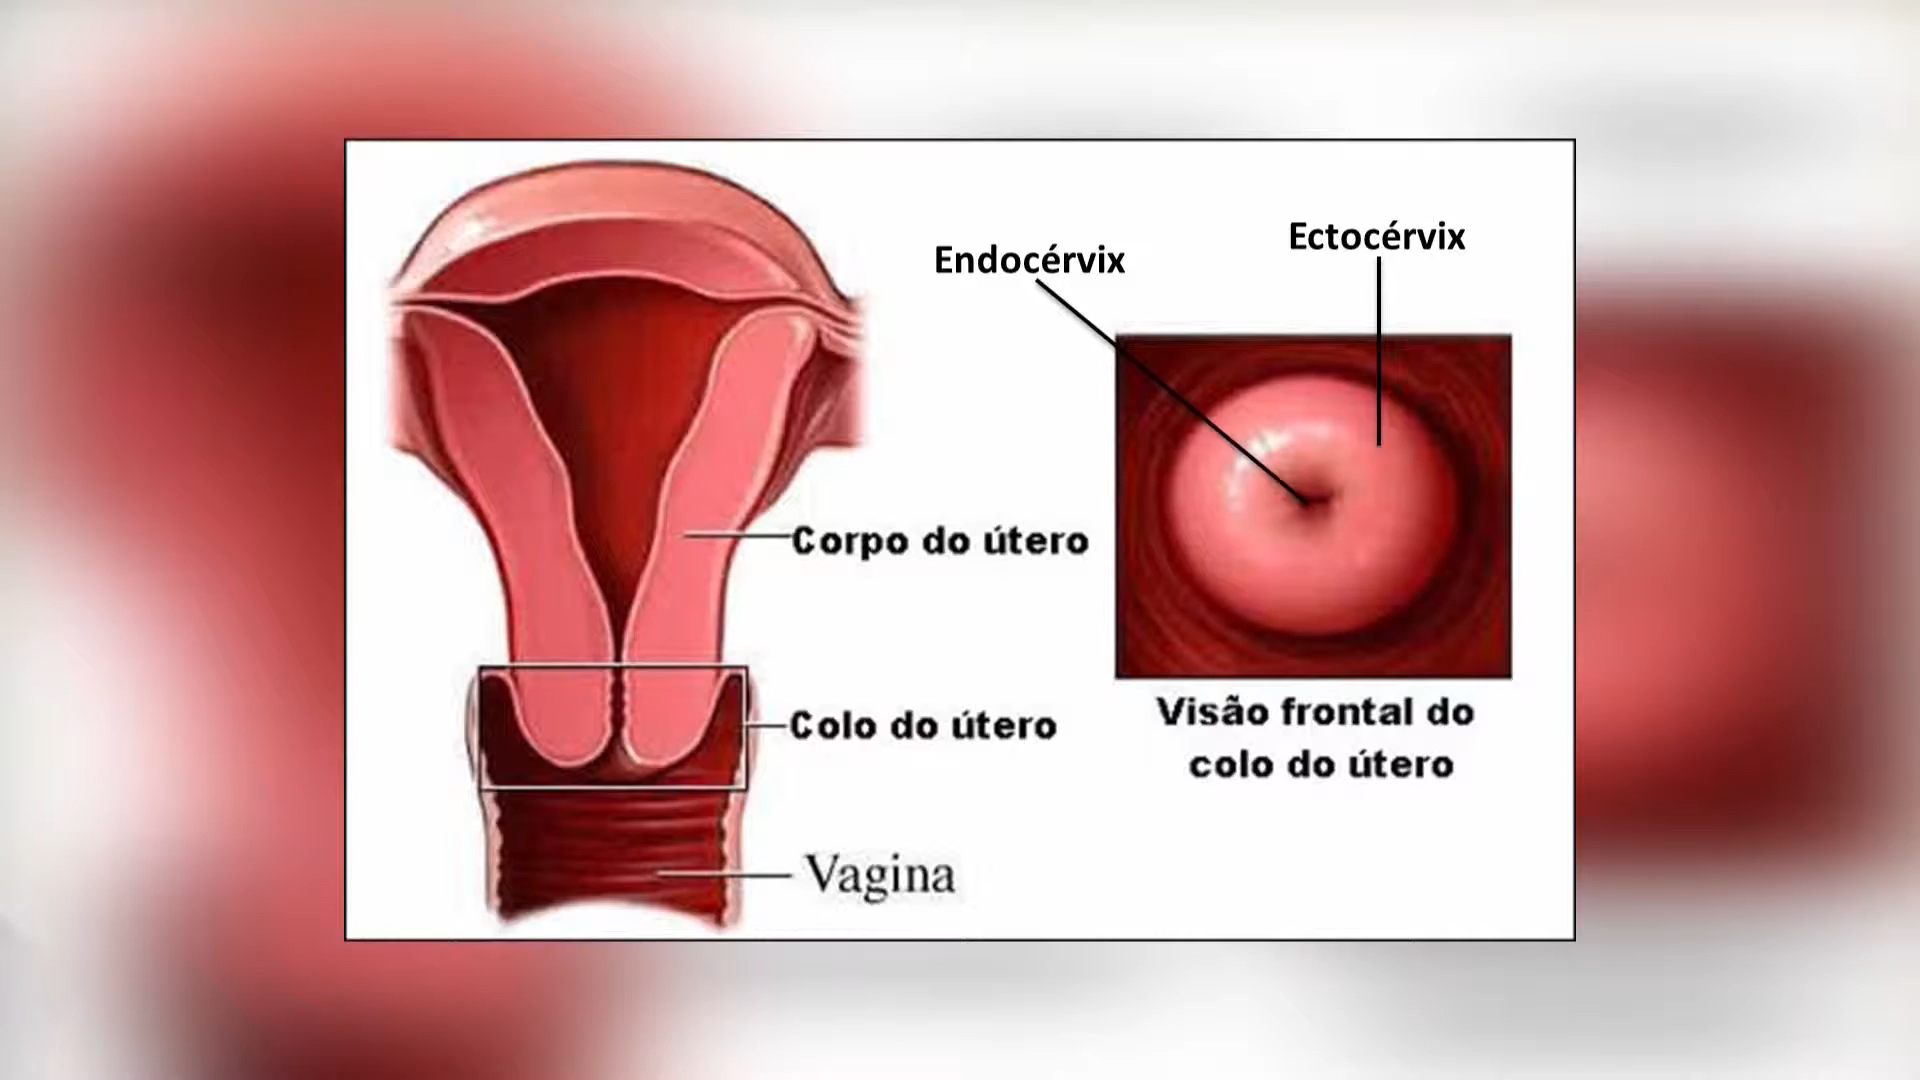 Endocérvix
Ectocérvix
Corpo do útero
Colo do útero
Visão frontal do
colo do útero
Vagina